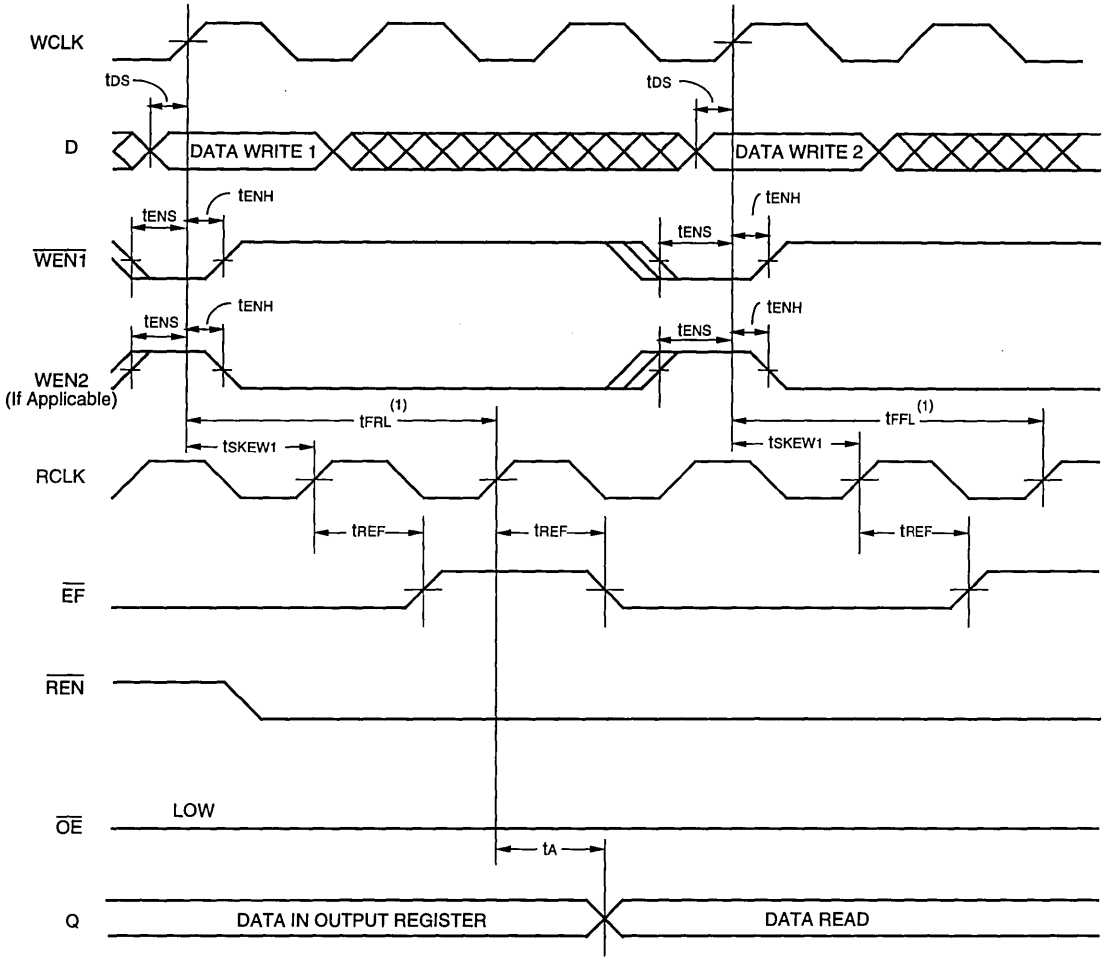 WCLK
tDS
tDS
D
DATA WRITE 1
DATA WRITE 2
tENS
tENH
tENS
tENH
WEN1
tENS
tENH
tENS
tENH
WEN2
(If Applicable)
tFRL (1)
tFFL (1)
tSKEW1
tSKEW1
RCLK
tREF
tREF
tREF
EF
REN
OE
LOW
tA
Q
DATA IN OUTPUT REGISTER
DATA READ